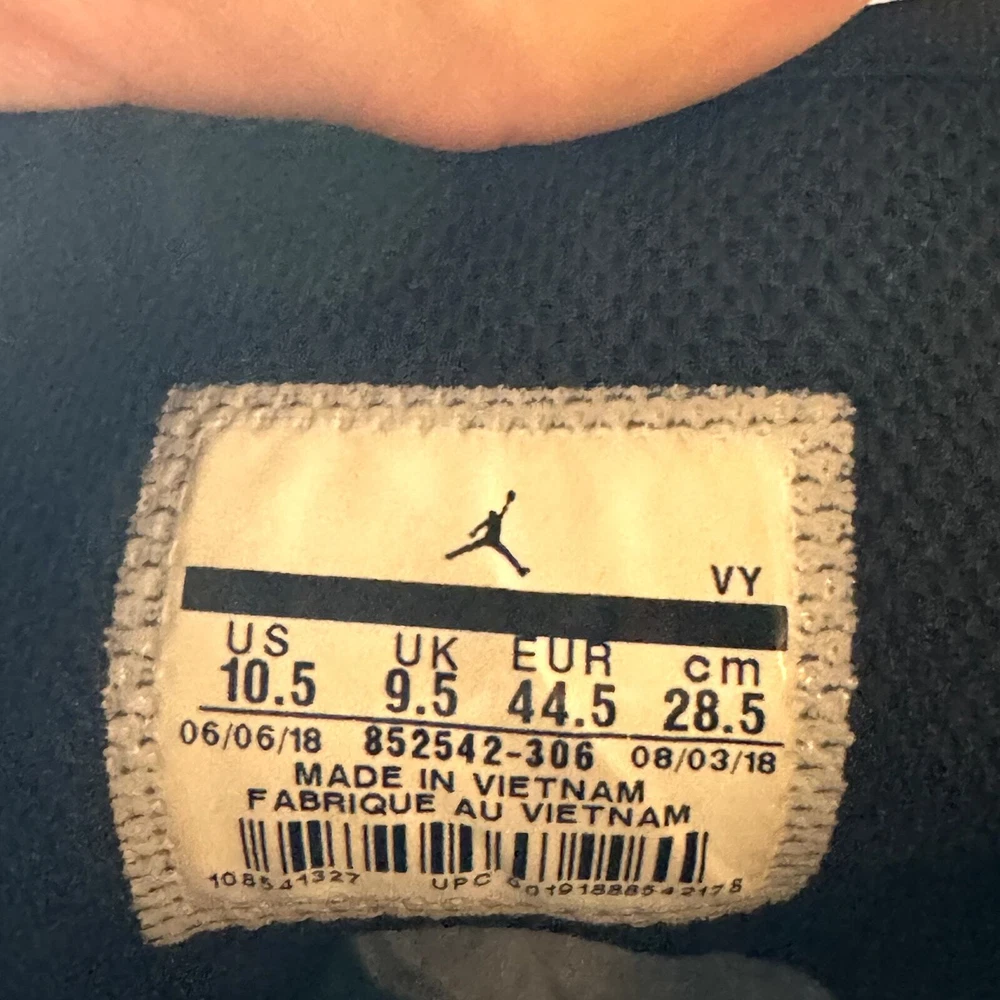 VY
US UK EUR cm
10.5 9.5 44.5 28.5
06/06/18 852542-306 08/03/18
MADE IN VIETNAM
FABRIQUE AU VIETNAM
UPC